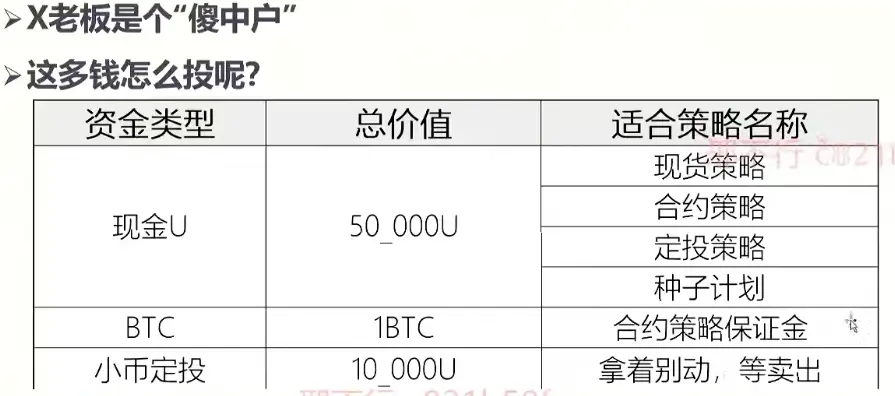 ➢X老板是个“傻中户”
➢这多钱怎么投呢?
资金类型 总价值 适合策略名称
现金U 50_000U 现货策略
合约策略
定投策略
种子计划
BTC 1BTC 合约策略保证金
小币定投 10_000U 拿着别动，等卖出